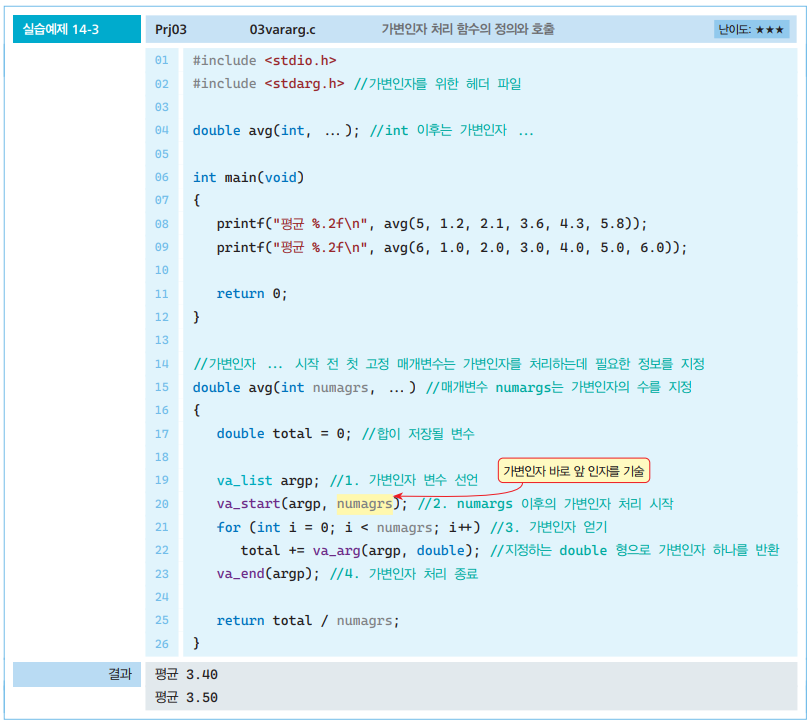 실습예제 14-3 Prj03 03vararg.c 가변인자 처리 함수의 정의와 호출 난이도: ★★★
01 #include <stdio.h>
02 #include <stdarg.h> //가변인자를 위한 헤더 파일
03
04 double avg(int, ...); //int 이후는 가변인자 ...
05
06 int main(void)
07 {
08 printf("평균 %.2f\n", avg(5, 1.2, 2.1, 3.6, 4.3, 5.8));
09 printf("평균 %.2f\n", avg(6, 1.0, 2.0, 3.0, 4.0, 5.0, 6.0));
10
11 return 0;
12 }
13
14 //가변인자 ... 시작 전 첫 고정 매개변수는 가변인자를 처리하는데 필요한 정보를 지정
15 double avg(int numagrs, ...) //매개변수 numargs는 가변인자의 수를 지정
16 {
17 double total = 0; //합이 저장될 변수
18
가변인자 바로 앞 인자를 기술
19 va_list argp; //1. 가변인자 변수 선언
20 va_start(argp, numagrs); //2. numargs 이후의 가변인자 처리 시작
21 for (int i = 0; i < numagrs; i++) //3. 가변인자 얻기
22 total += va_arg(argp, double); //지정하는 double 형으로 가변인자 하나를 반환
23 va_end(argp); //4. 가변인자 처리 종료
24
25 return total / numagrs;
26 }
결과 평균 3.40
평균 3.50